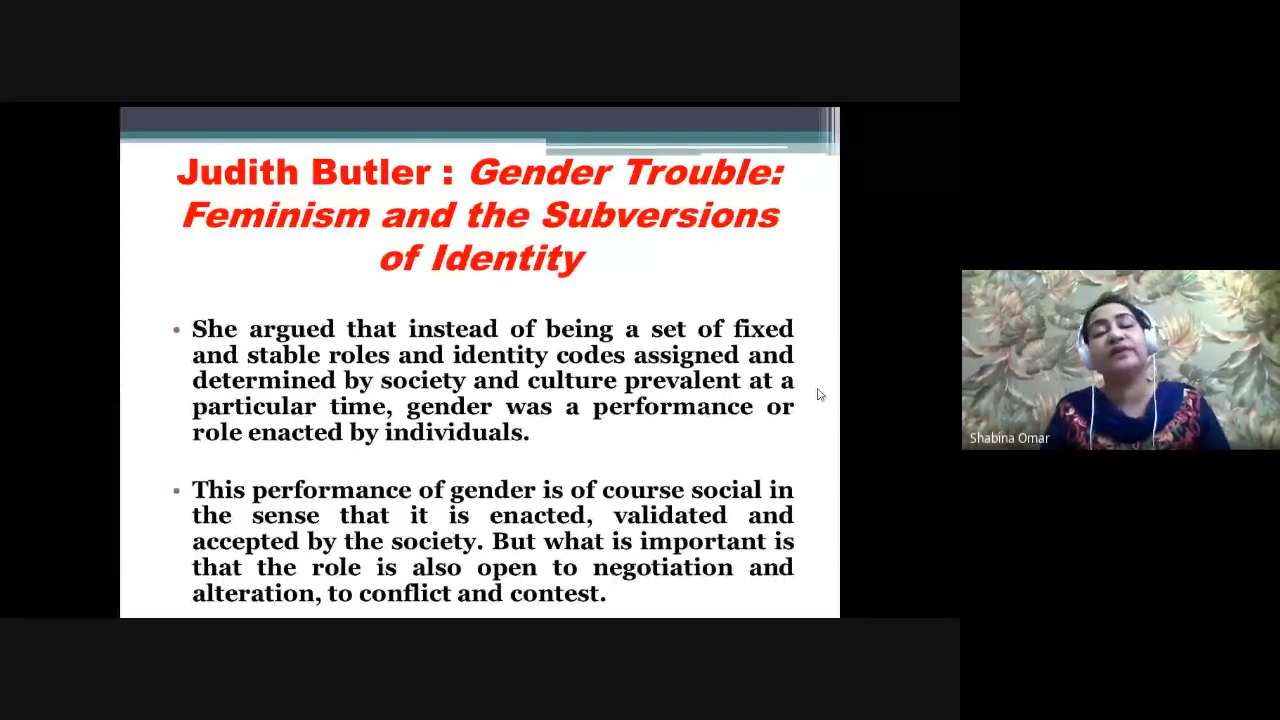 Judith Butler : Gender Trouble:
Feminism and the Subversions
of Identity
• She argued that instead of being a set of fixed
and stable roles and identity codes assigned and
determined by society and culture prevalent at a
particular time, gender was a performance or
role enacted by individuals.
▪ This performance of gender is of course social in
the sense that it is enacted, validated and
accepted by the society. But what is important is
that the role is also open to negotiation and
alteration, to conflict and contest.
Shabina Omar